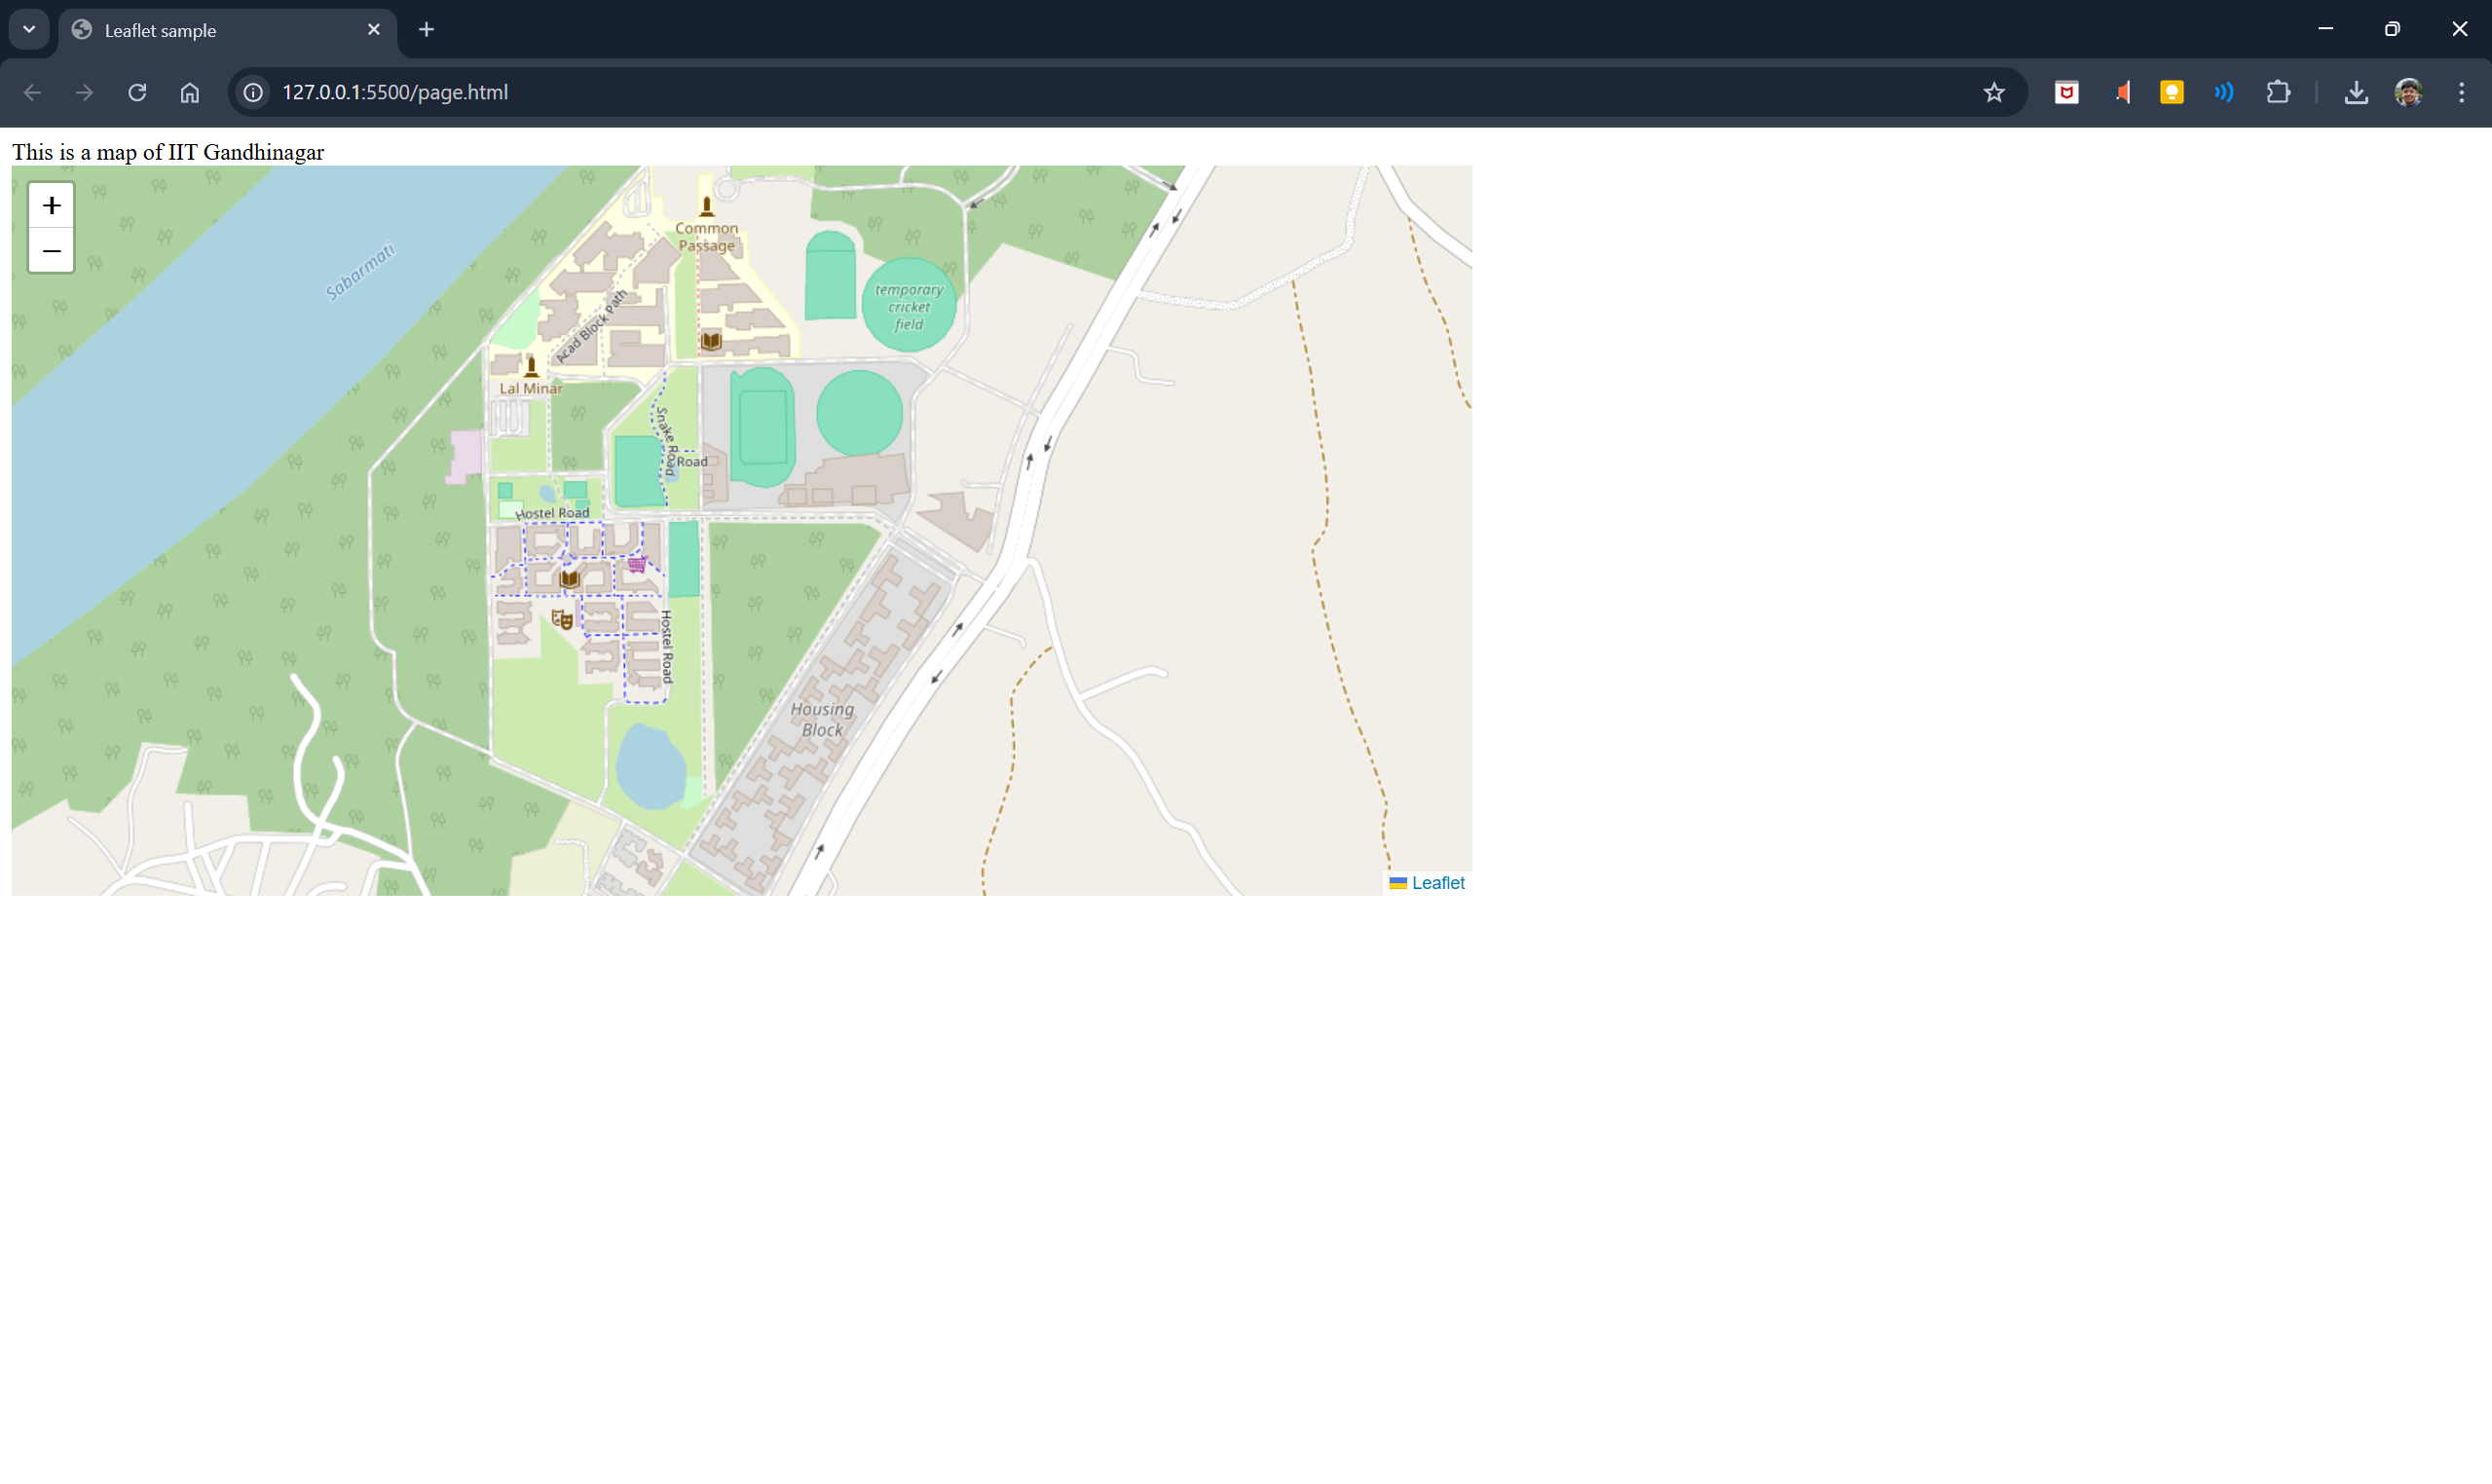 Leaflet sample
127.0.0.1:5500/page.html
This is a map of IIT Gandhinagar
+
−
Sabarmati
Common
Passage
temporary
cricket
field
Acad Block Path
Lal Minar
Snake Road
Road
Hostel Road
Hostel Road
Housing
Block
Leaflet